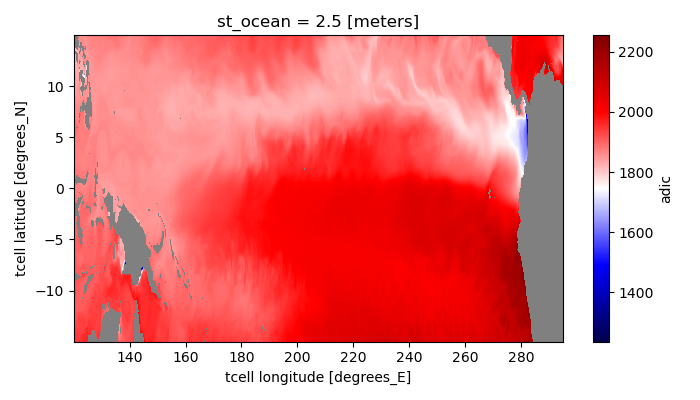 st_ocean = 2.5 [meters]
10
5
0
−5
−10
tcell latitude [degrees_N]
140 160 180 200 220 240 260 280
tcell longitude [degrees_E]
2200
2000
1800
1600
1400
adic